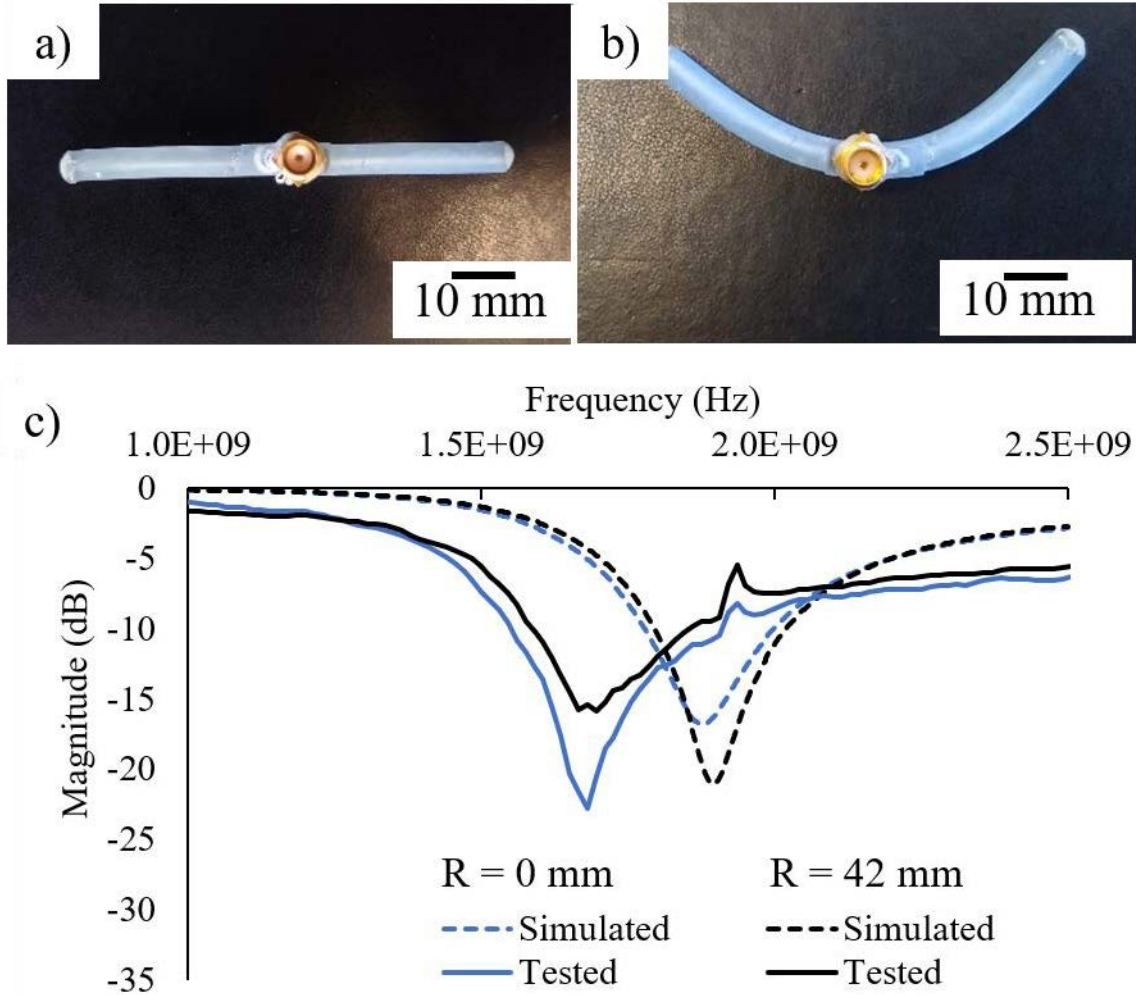 a)
b)
10 mm
10 mm
c)
Frequency (Hz)
1.0E+09 1.5E+09 2.0E+09 2.5E+09
0
-5
-10
-15
-20
-25
-30
-35
Magnitude (dB)
R = 0 mm R = 42 mm
Simulated Simulated
Tested Tested